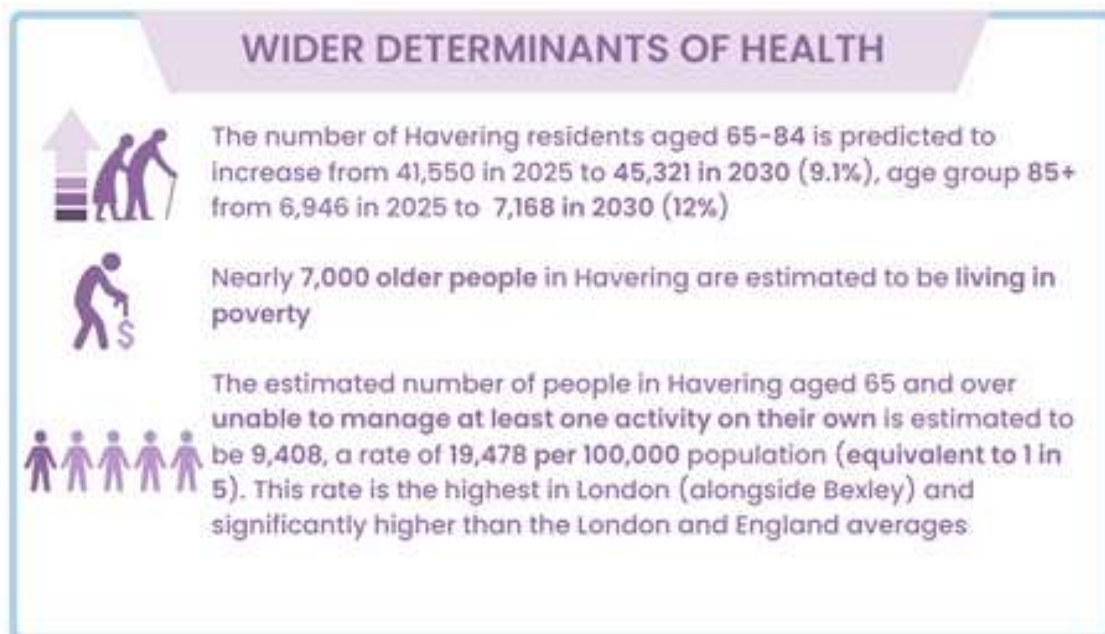 WIDER DETERMINANTS OF HEALTH
The number of Havering residents aged 65-84 is predicted to
increase from 41,550 in 2025 to 45,321 in 2030 (9.1%), age group 85+
from 6,946 in 2025 to 7,168 in 2030 (12%)
Nearly 7,000 older people in Havering are estimated to be living in
poverty
$
The estimated number of people in Havering aged 65 and over
unable to manage at least one activity on their own is estimated to
be 9,408, a rate of 19,478 per 100,000 population (equivalent to 1 in
5). This rate is the highest in London (alongside Bexley) and
significantly higher than the London and England averages